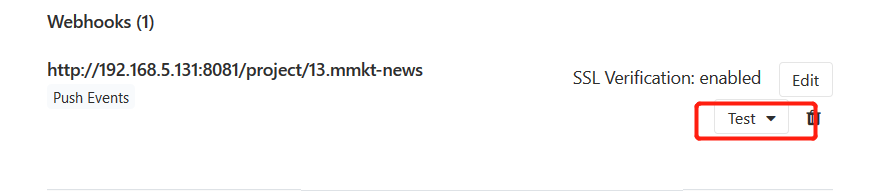 Webhooks (1)
http://192.168.5.131:8081/project/13.mmkt-news
SSL Verification: enabled
Edit
Push Events
Test